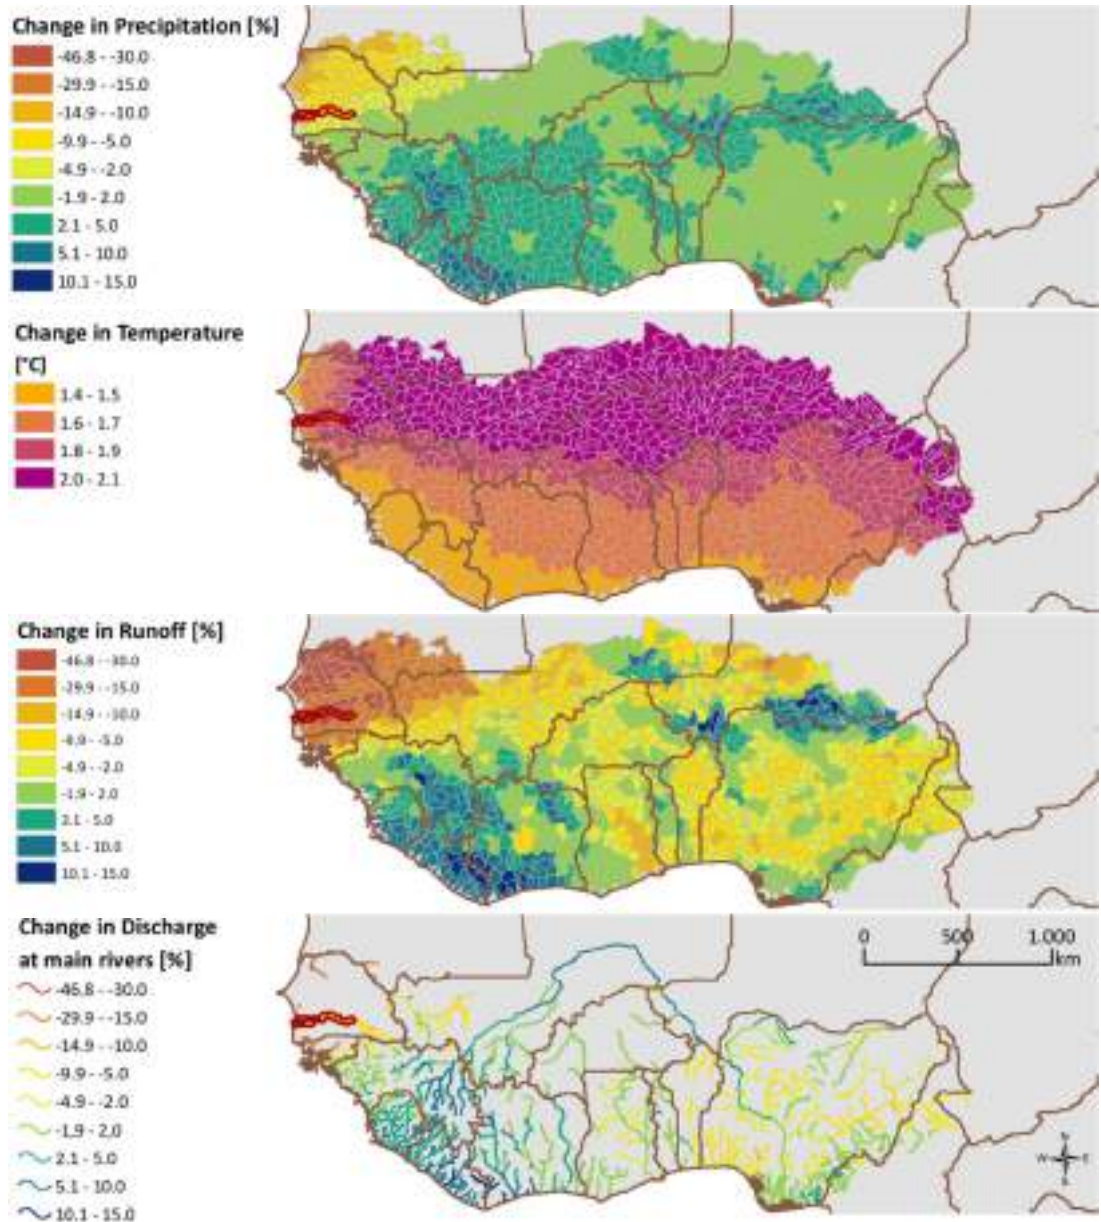 Change in Precipitation [%]
-46.8 - -30.0
-29.9 - -15.0
-14.9 - -10.0
-9.9 - -5.0
-4.9 - -2.0
-1.9 - 2.0
2.1 - 5.0
5.1 - 10.0
10.1 - 15.0
Change in Temperature
[°C]
1.4 - 1.5
1.6 - 1.7
1.8 - 1.9
2.0 - 2.1
Change in Runoff [%]
-46.8 - -30.0
-29.9 - -15.0
-14.9 - -10.0
-9.9 - -5.0
-4.9 - -2.0
-1.9 - 2.0
2.1 - 5.0
5.1 - 10.0
10.1 - 15.0
Change in Discharge
at main rivers [%]
-46.8 - -30.0
-29.9 - -15.0
-14.9 - -10.0
-9.9 - -5.0
-4.9 - -2.0
-1.9 - 2.0
2.1 - 5.0
5.1 - 10.0
10.1 - 15.0
0 500 1.000
km
N
W E
S